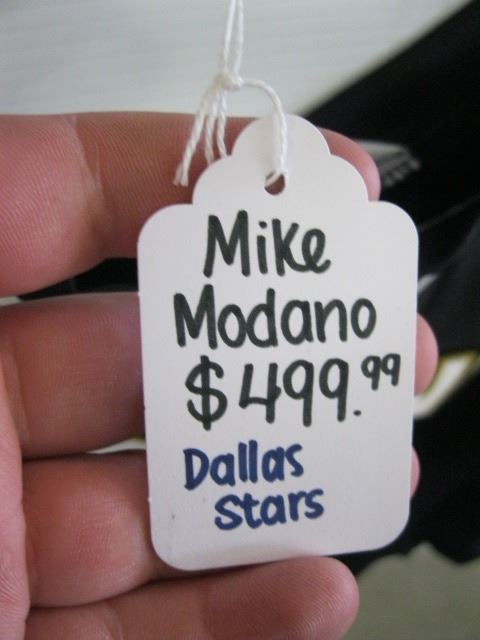 Mike
Modano
$499.99
Dallas
Stars